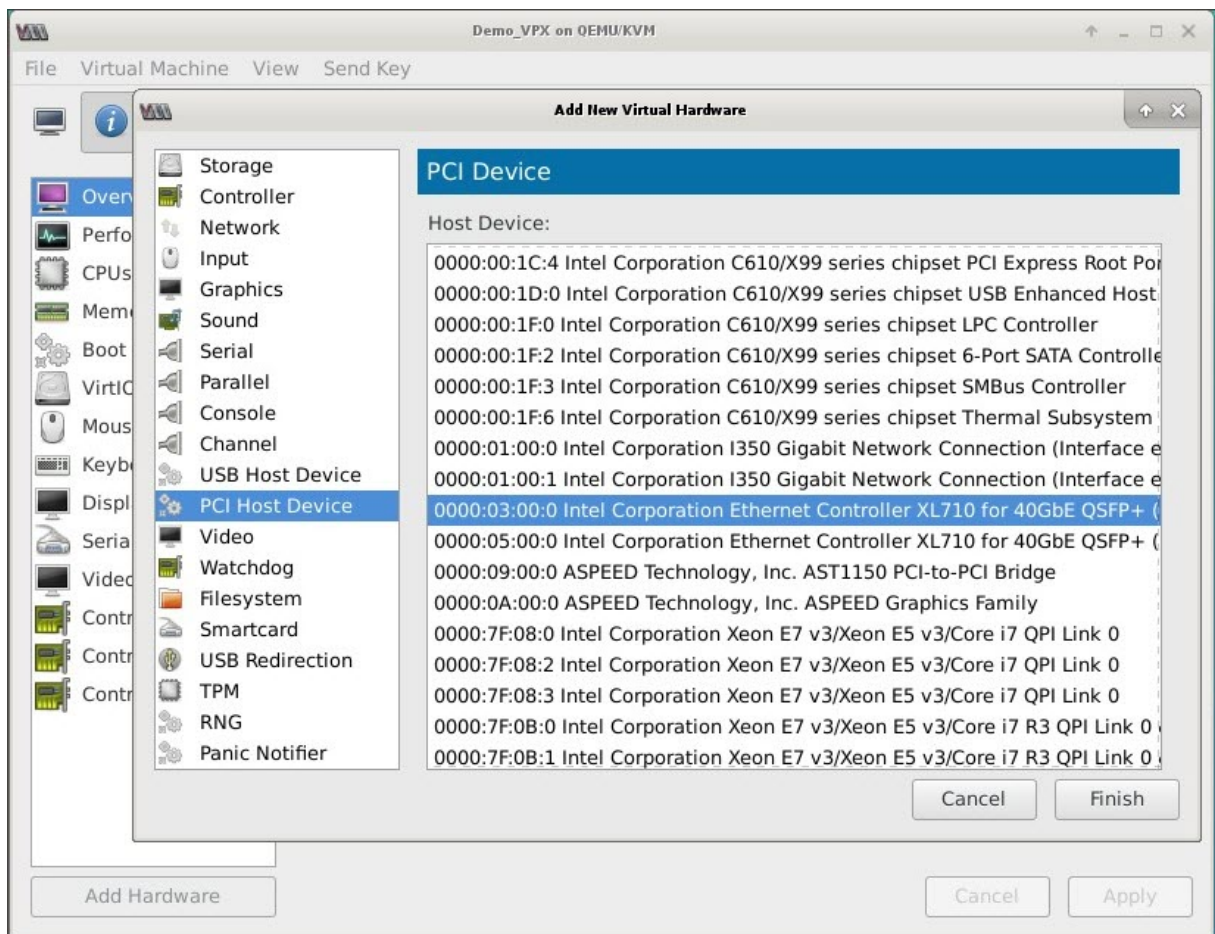 Demo_VPX on QEMU/KVM
File Virtual Machine View Send Key
Add New Virtual Hardware
Overv
Perfo
CPUs
Mem
Boot
VirtIO
Mous
Keybo
Displ
Seria
Video
Contr
Contr
Contr
Storage
Controller
Network
Input
Graphics
Sound
Serial
Parallel
Console
Channel
USB Host Device
PCI Host Device
Video
Watchdog
Filesystem
Smartcard
USB Redirection
TPM
RNG
Panic Notifier
PCI Device
Host Device:
0000:00:1C:4 Intel Corporation C610/X99 series chipset PCI Express Root Por
0000:00:1D:0 Intel Corporation C610/X99 series chipset USB Enhanced Host
0000:00:1F:0 Intel Corporation C610/X99 series chipset LPC Controller
0000:00:1F:2 Intel Corporation C610/X99 series chipset 6-Port SATA Controlle
0000:00:1F:3 Intel Corporation C610/X99 series chipset SMBus Controller
0000:00:1F:6 Intel Corporation C610/X99 series chipset Thermal Subsystem
0000:01:00:0 Intel Corporation I350 Gigabit Network Connection (Interface e
0000:01:00:1 Intel Corporation I350 Gigabit Network Connection (Interface e
0000:03:00:0 Intel Corporation Ethernet Controller XL710 for 40GbE QSFP+ (
0000:05:00:0 Intel Corporation Ethernet Controller XL710 for 40GbE QSFP+ (
0000:09:00:0 ASPEED Technology, Inc. AST1150 PCI-to-PCI Bridge
0000:0A:00:0 ASPEED Technology, Inc. ASPEED Graphics Family
0000:7F:08:0 Intel Corporation Xeon E7 v3/Xeon E5 v3/Core i7 QPI Link 0
0000:7F:08:2 Intel Corporation Xeon E7 v3/Xeon E5 v3/Core i7 QPI Link 0
0000:7F:08:3 Intel Corporation Xeon E7 v3/Xeon E5 v3/Core i7 QPI Link 0
0000:7F:0B:0 Intel Corporation Xeon E7 v3/Xeon E5 v3/Core i7 R3 QPI Link 0
0000:7F:0B:1 Intel Corporation Xeon E7 v3/Xeon E5 v3/Core i7 R3 QPI Link 0
Cancel Finish
Add Hardware
Cancel Apply